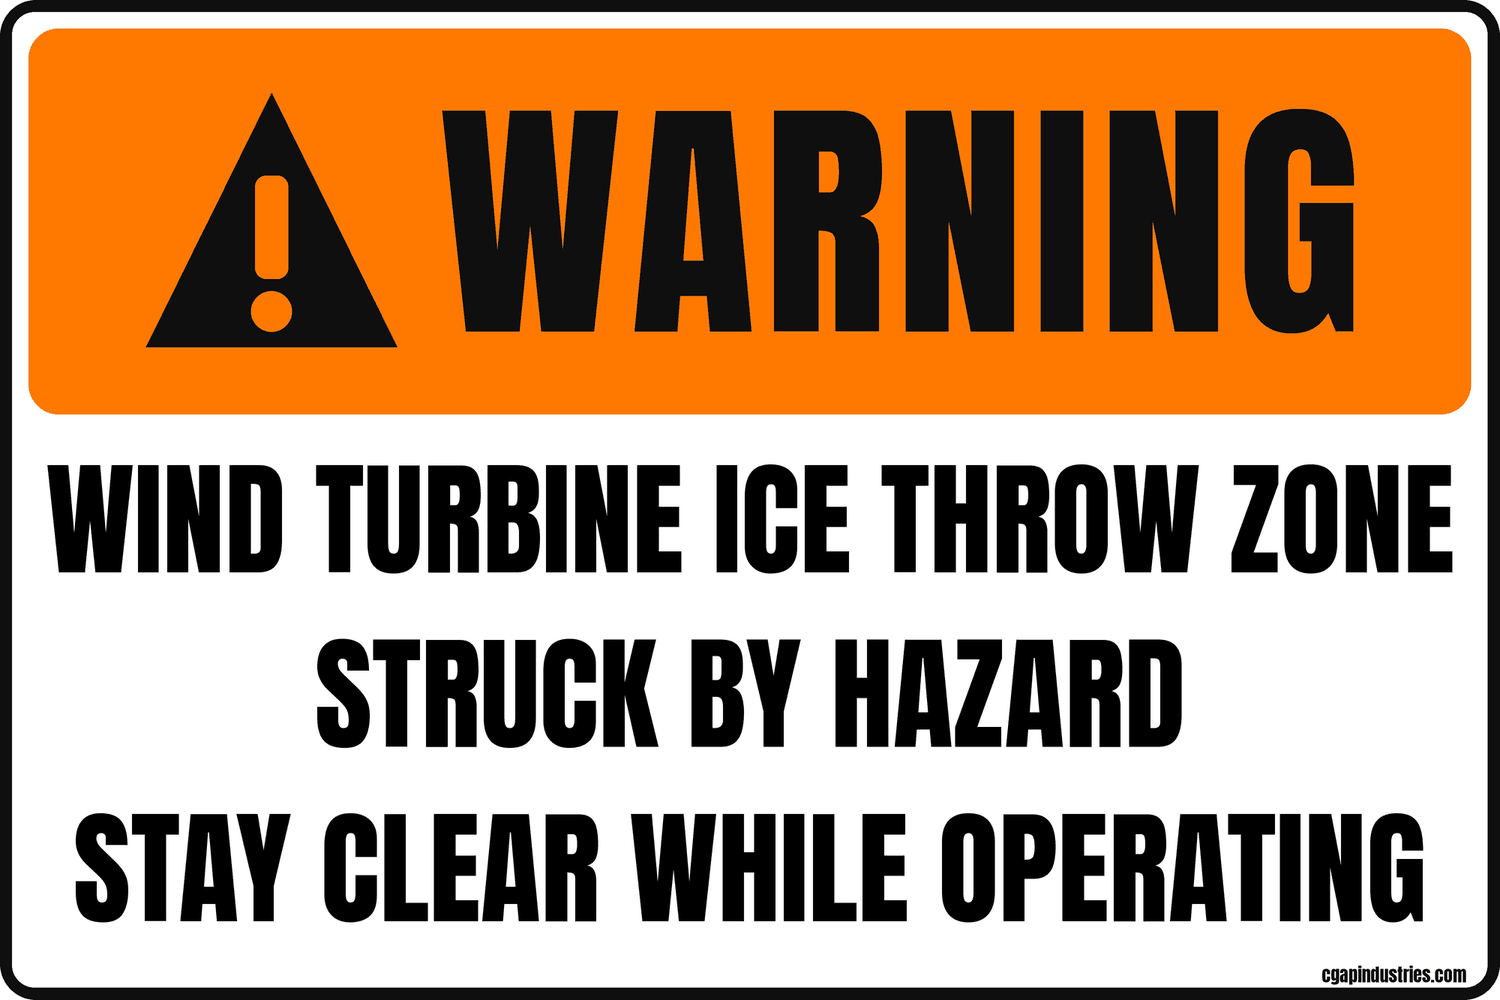 WARNING
WIND TURBINE ICE THROW ZONE
STRUCK BY HAZARD
STAY CLEAR WHILE OPERATING
cgapindustries.com